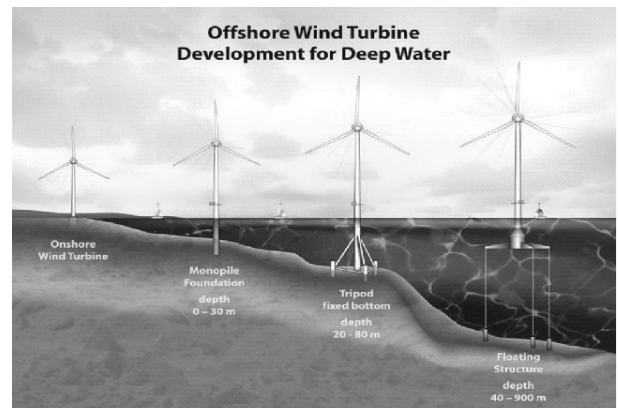 Offshore Wind Turbine
Development for Deep Water
Onshore
Wind Turbine
Monopile
Foundation
depth
0 – 30 m
Tripod
fixed bottom
depth
20 - 80 m
Floating
Structure
depth
40 – 900 m